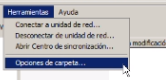 Herramientas Ayuda
Conectar a unidad de red...
Desconectar de unidad de red...
Abrir Centro de sincronización...
modificació
Opciones de carpeta...